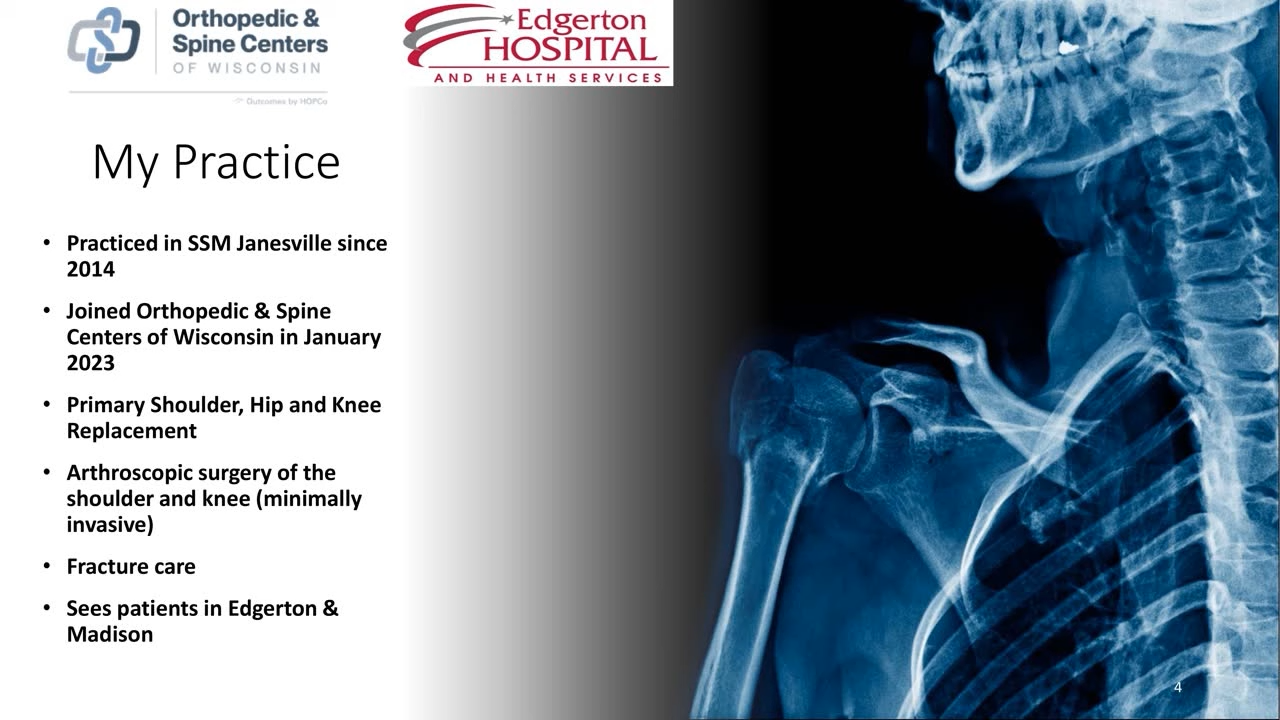 Orthopedic &
Spine Centers
OF WISCONSIN
Outcomes by HOPCo
Edgerton
HOSPITAL
AND HEALTH SERVICES
My Practice
• Practiced in SSM Janesville since
2014
• Joined Orthopedic & Spine
Centers of Wisconsin in January
2023
• Primary Shoulder, Hip and Knee
Replacement
• Arthroscopic surgery of the
shoulder and knee (minimally
invasive)
• Fracture care
• Sees patients in Edgerton &
Madison
4